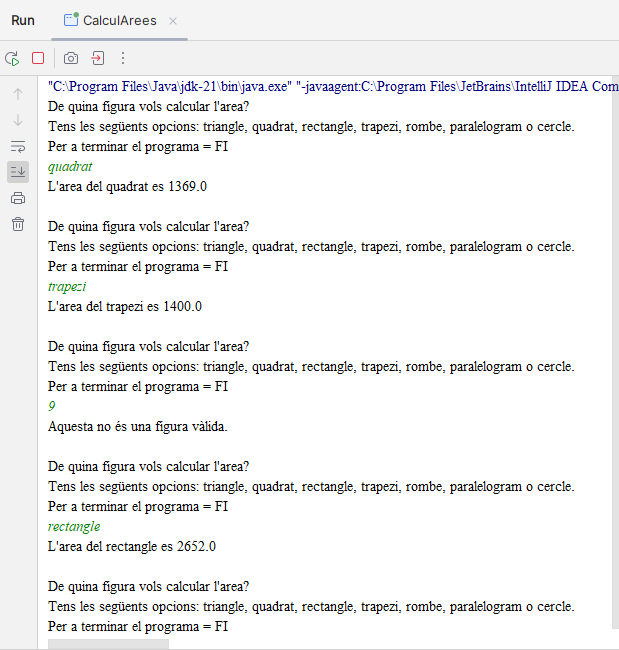 Run
CalculArees
"C:\Program Files\Java\jdk-21\bin\java.exe" "-javaagent:C:\Program Files\JetBrains\IntelliJ IDEA Com
De quina figura vols calcular l'area?
Tens les següents opcions: triangle, quadrat, rectangle, trapezi, rombe, paralelogram o cercle.
Per a terminar el programa = FI
quadrat
L'area del quadrat es 1369.0
De quina figura vols calcular l'area?
Tens les següents opcions: triangle, quadrat, rectangle, trapezi, rombe, paralelogram o cercle.
Per a terminar el programa = FI
trapezi
L'area del trapezi es 1400.0
De quina figura vols calcular l'area?
Tens les següents opcions: triangle, quadrat, rectangle, trapezi, rombe, paralelogram o cercle.
Per a terminar el programa = FI
9
Aquesta no és una figura vàlida.
De quina figura vols calcular l'area?
Tens les següents opcions: triangle, quadrat, rectangle, trapezi, rombe, paralelogram o cercle.
Per a terminar el programa = FI
rectangle
L'area del rectangle es 2652.0
De quina figura vols calcular l'area?
Tens les següents opcions: triangle, quadrat, rectangle, trapezi, rombe, paralelogram o cercle.
Per a terminar el programa = FI